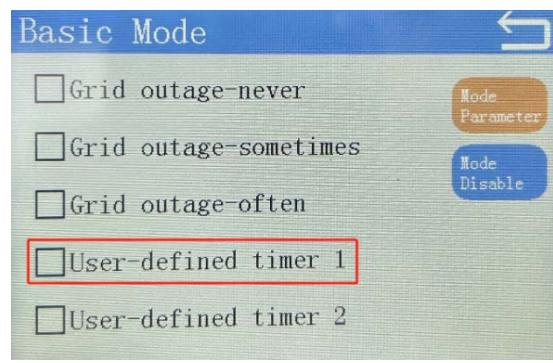 Basic Mode
Grid outage-never
Mode
Parameter
Grid outage-sometimes
Mode
Disable
Grid outage-often
User-defined timer 1
User-defined timer 2